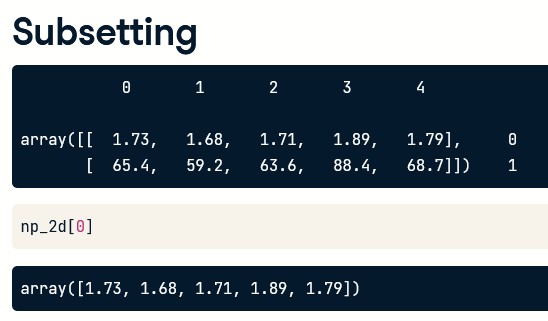 Subsetting
0 1 2 3 4
array([[ 1.73, 1.68, 1.71, 1.89, 1.79], 0
[ 65.4, 59.2, 63.6, 88.4, 68.7]]) 1
np_2d[0]
array([1.73, 1.68, 1.71, 1.89, 1.79])